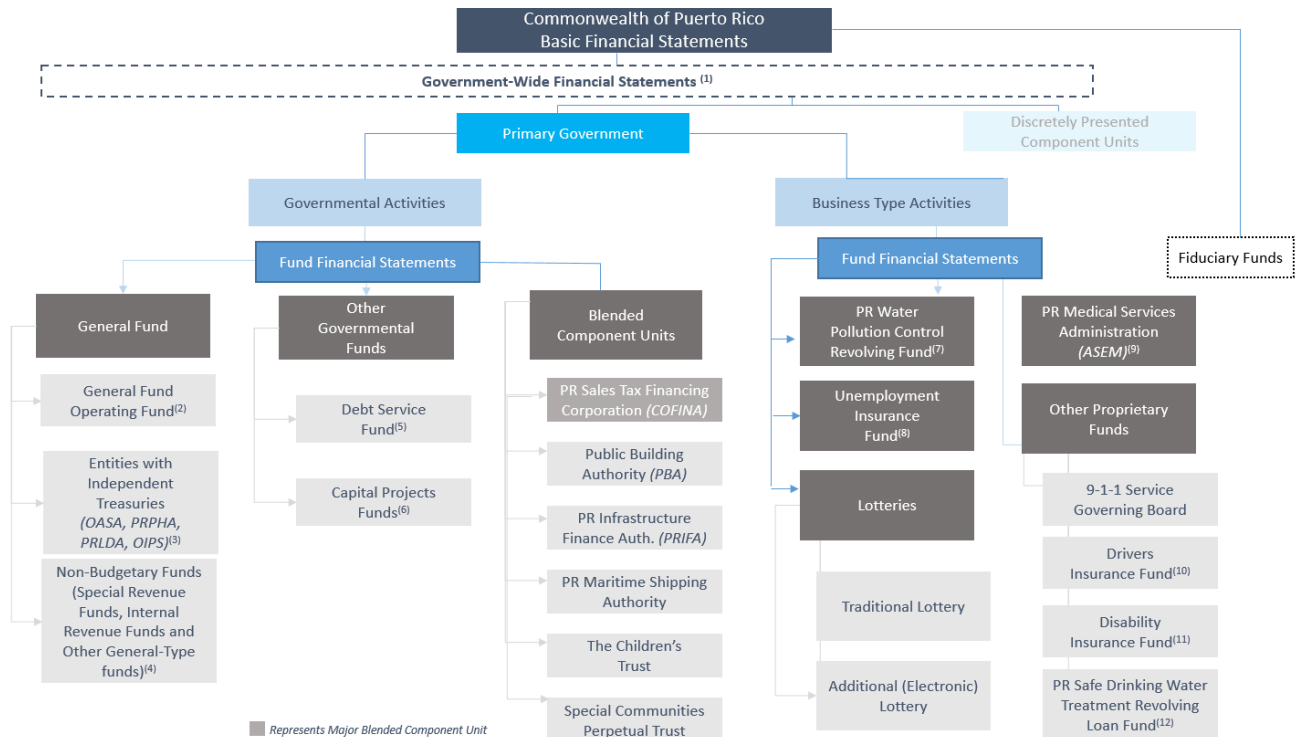 Commonwealth of Puerto Rico
Basic Financial Statements
Government-Wide Financial Statements (1)
Primary Government
Discretely Presented
Component Units
Governmental Activities
Business Type Activities
Fund Financial Statements
Fund Financial Statements
Fiduciary Funds
General Fund
General Fund
Operating Fund(2)
Entities with
Independent
Treasuries
(OASA, PRPHA,
PRLDA, OIPS)(3)
Non-Budgetary Funds
(Special Revenue
Funds, Internal
Revenue Funds and
Other General-Type
funds)(4)
Other
Governmental
Funds
Debt Service
Fund(5)
Capital Projects
Funds(6)
Blended
Component Units
PR Sales Tax Financing
Corporation (COFINA)
Public Building
Authority (PBA)
PR Infrastructure
Finance Auth. (PRIFA)
PR Maritime Shipping
Authority
The Children's
Trust
Special Communities
Perpetual Trust
PR Water
Pollution Control
Revolving Fund(7)
Unemployment
Insurance
Fund(8)
Lotteries
Traditional Lottery
Additional (Electronic)
Lottery
PR Medical Services
Administration
(ASEM)(9)
Other Proprietary
Funds
9-1-1 Service
Governing Board
Drivers
Insurance Fund(10)
Disability
Insurance Fund(11)
PR Safe Drinking Water
Treatment Revolving
Loan Fund(12)
Represents Major Blended Component Unit